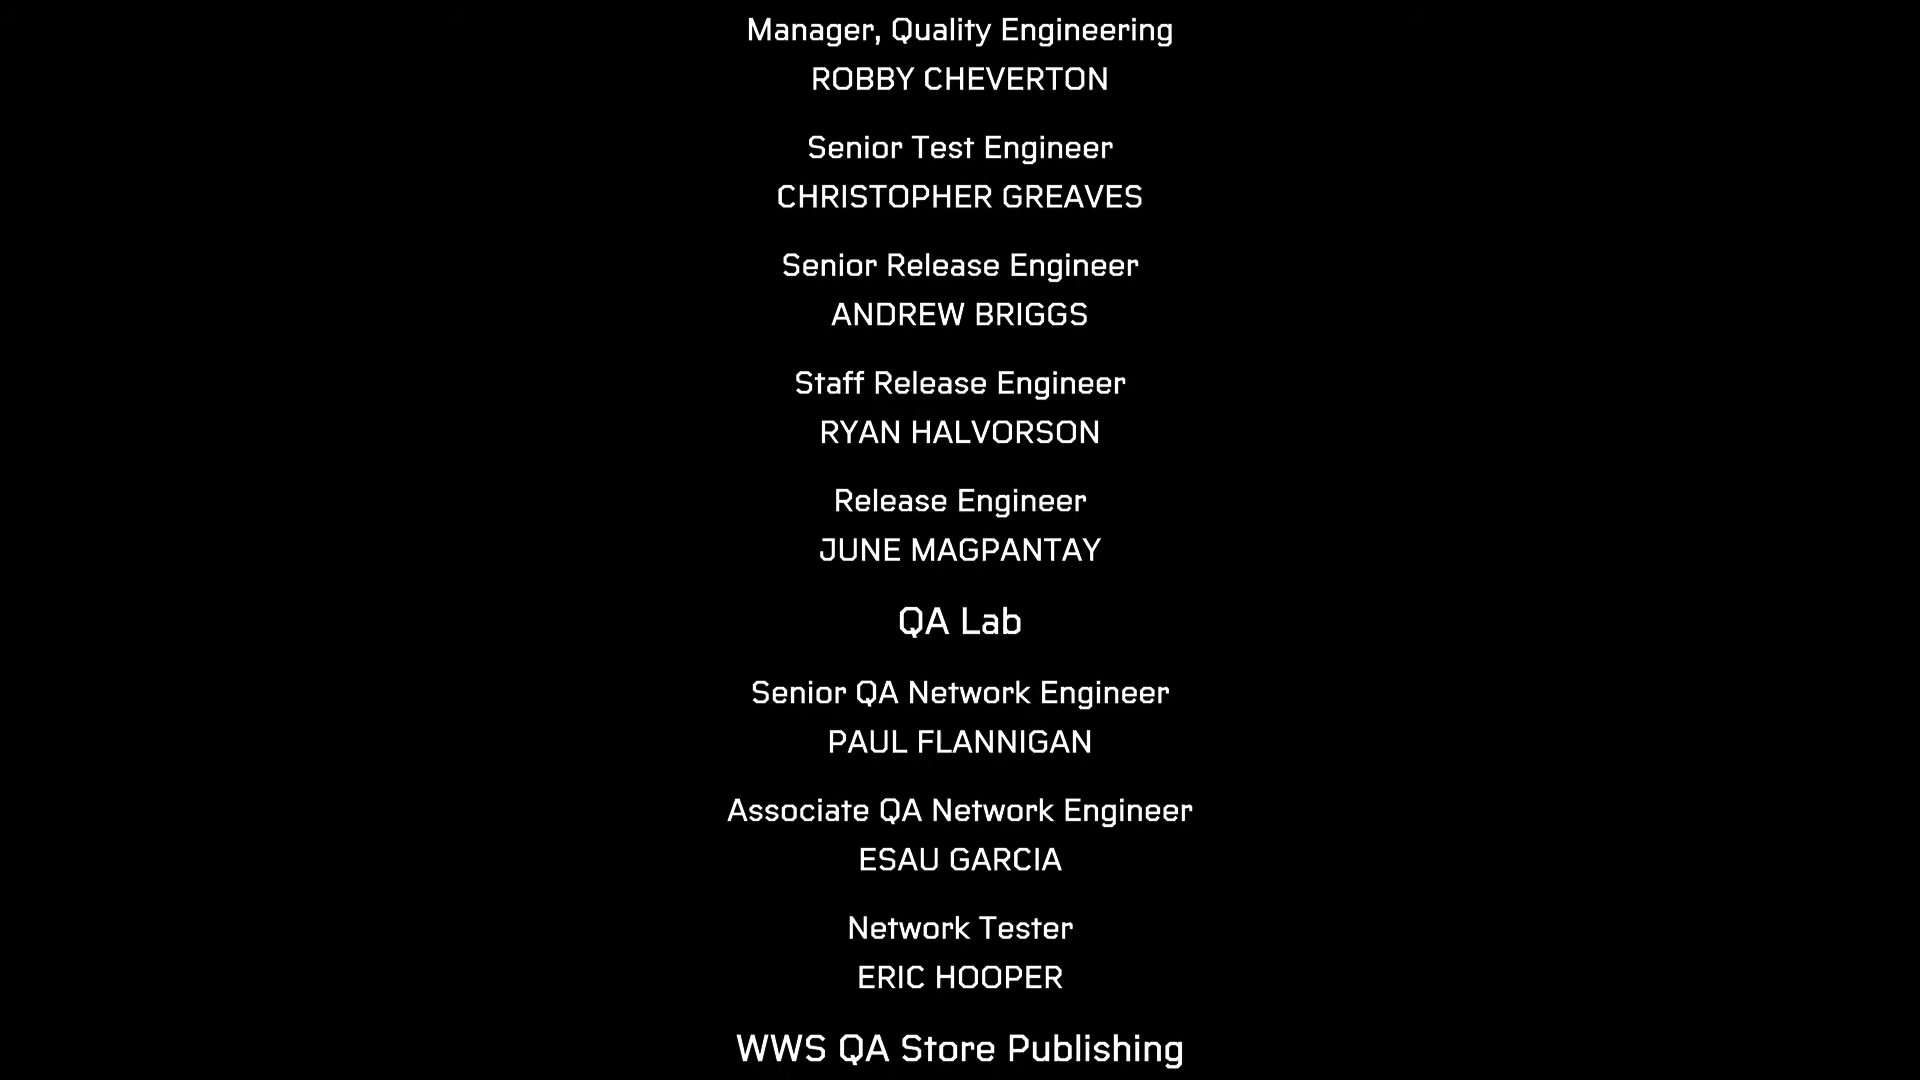 Manager, Quality Engineering
ROBBY CHEVERTON
Senior Test Engineer
CHRISTOPHER GREAVES
Senior Release Engineer
ANDREW BRIGGS
Staff Release Engineer
RYAN HALVORSON
Release Engineer
JUNE MAGPANTAY
QA Lab
Senior QA Network Engineer
PAUL FLANNIGAN
Associate QA Network Engineer
ESAU GARCIA
Network Tester
ERIC HOOPER
WWS QA Store Publishing